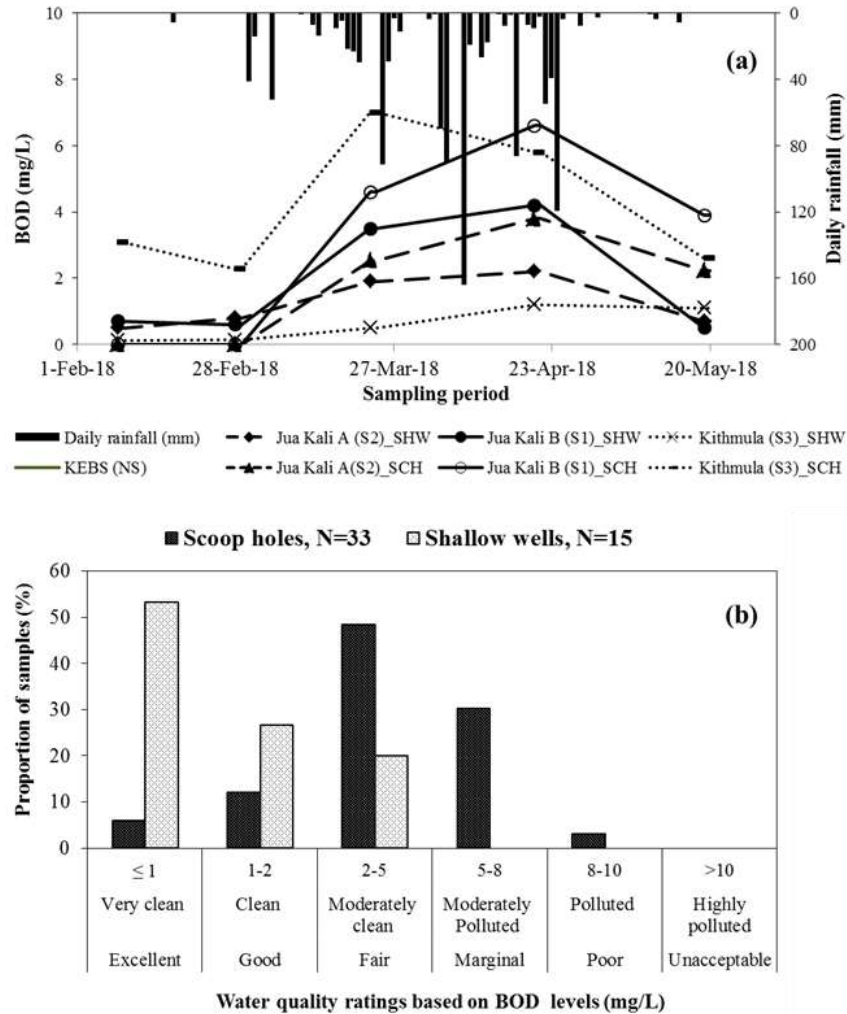 (a)
10
8
6
4
2
0
BOD (mg/L)
0
40
80
120
160
200
Daily rainfall (mm)
1-Feb-18 28-Feb-18 27-Mar-18 23-Apr-18 20-May-18
Sampling period
Daily rainfall (mm) Jua Kali A (S2)_SHW Jua Kali B (S1)_SHW Kithmula (S3)_SHW
KEBS (NS) Jua Kali A(S2)_SCH Jua Kali B (S1)_SCH Kithmula (S3)_SCH
Scoop holes, N=33 Shallow wells, N=15
(b)
60
50
40
30
20
10
0
Proportion of samples (%)
≤ 1 1-2 2-5 5-8 8-10 >10
Very clean Clean Moderately clean Moderately Polluted Polluted Highly polluted
Excellent Good Fair Marginal Poor Unacceptable
Water quality ratings based on BOD levels (mg/L)